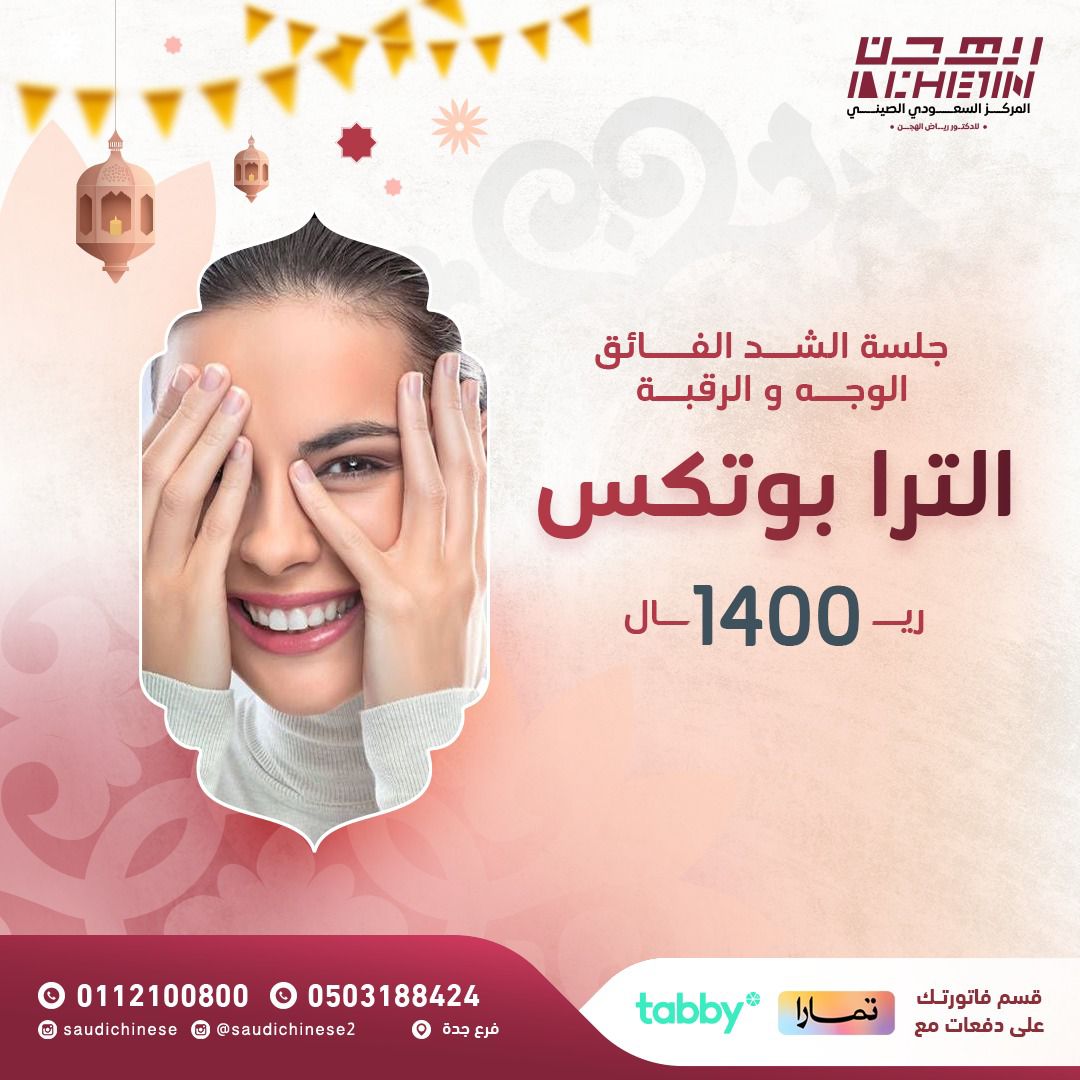 الهجن
ALHEJIN
المركز السعودي الصيني
• للدكتور رياض الهجن •
جلسة الشد الفائق
الوجه و الرقبة
الترا بوتكس
1400 ريال
قسم فاتورتك
على دفعات مع
تمارا
tabby
0112100800 0503188424
saudichinese @saudichinese2 فرع جدة